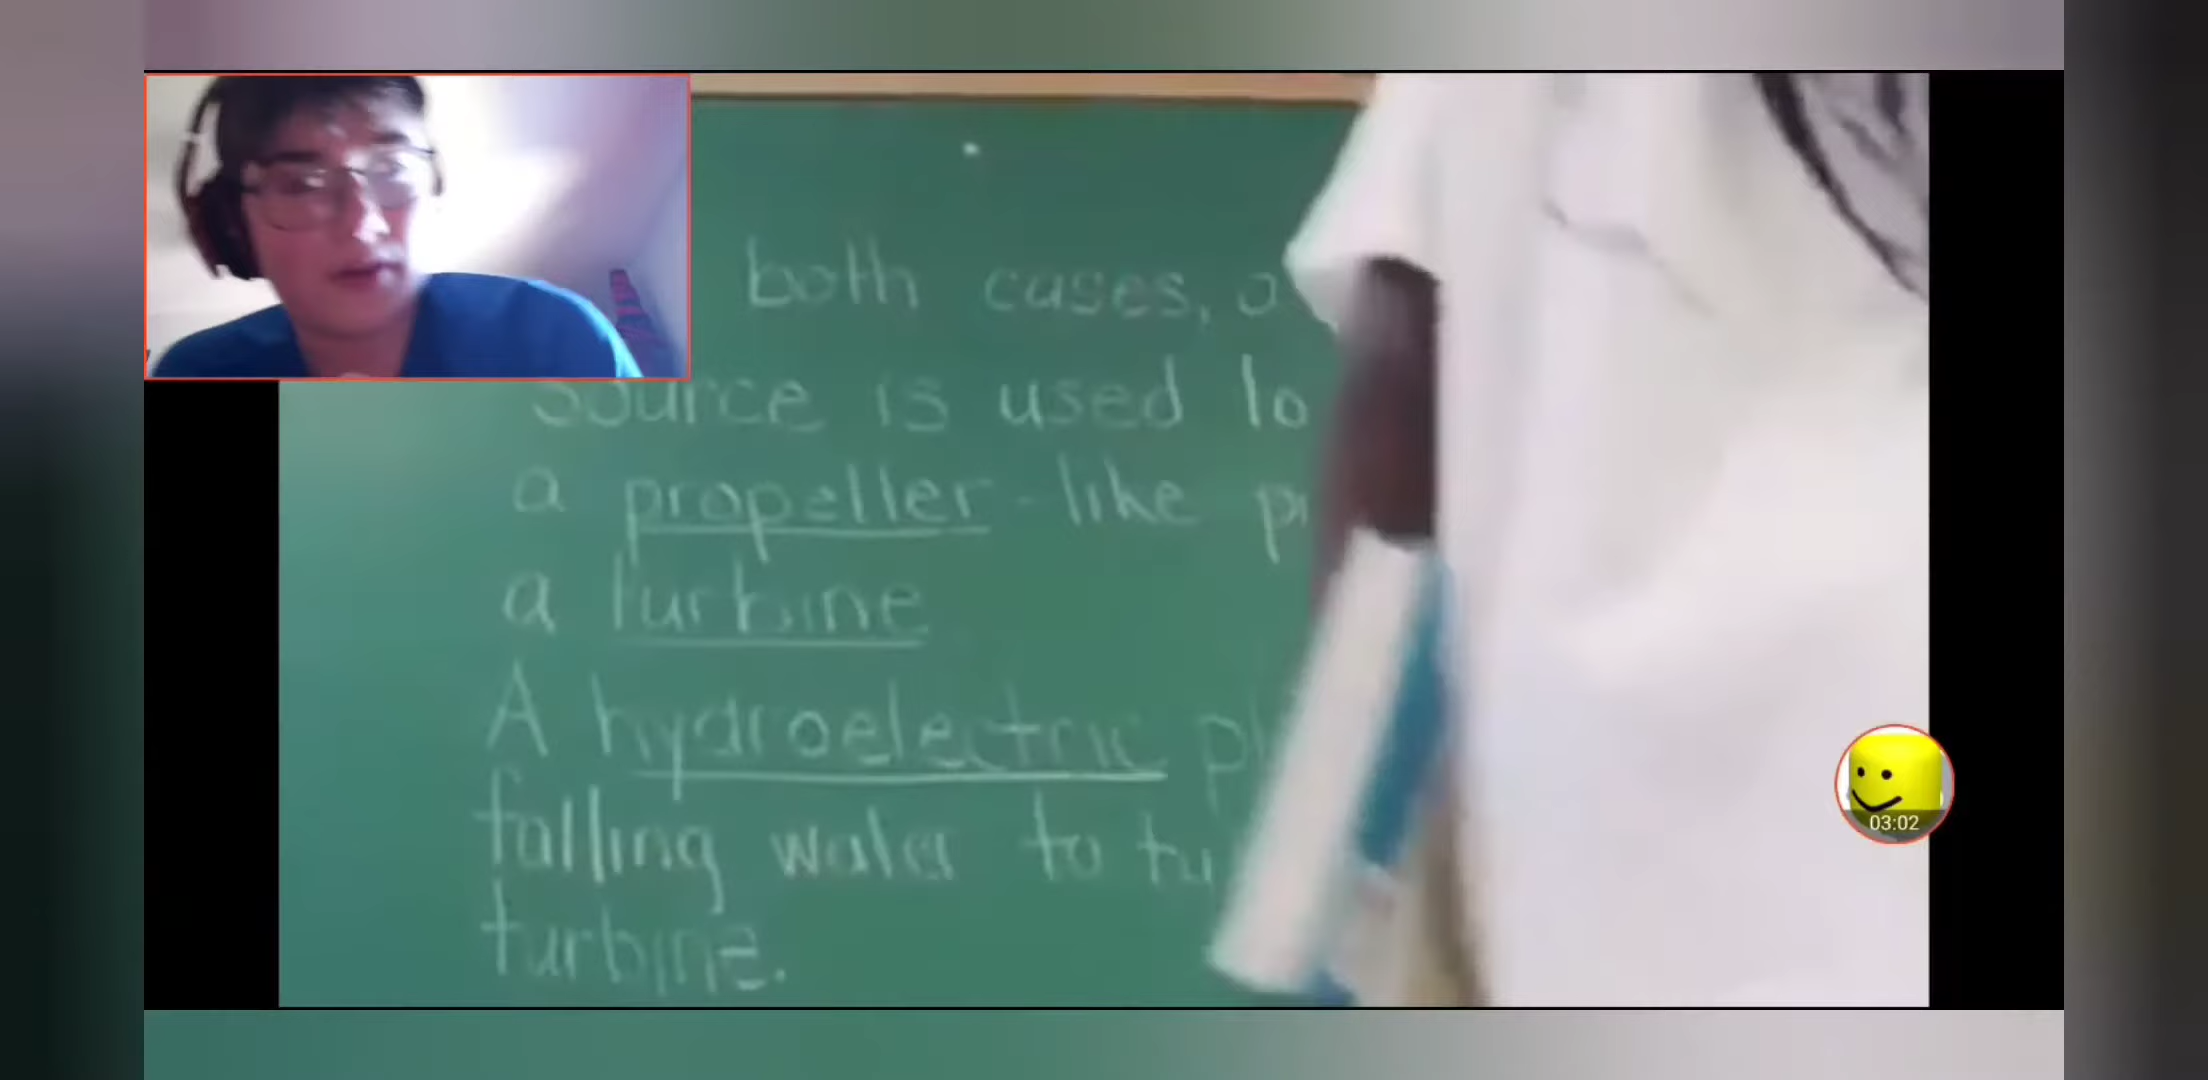 both cases, a
source is used to
a propeller-like
a turbine
A hydroelectric
falling water to
turbine.
03:02